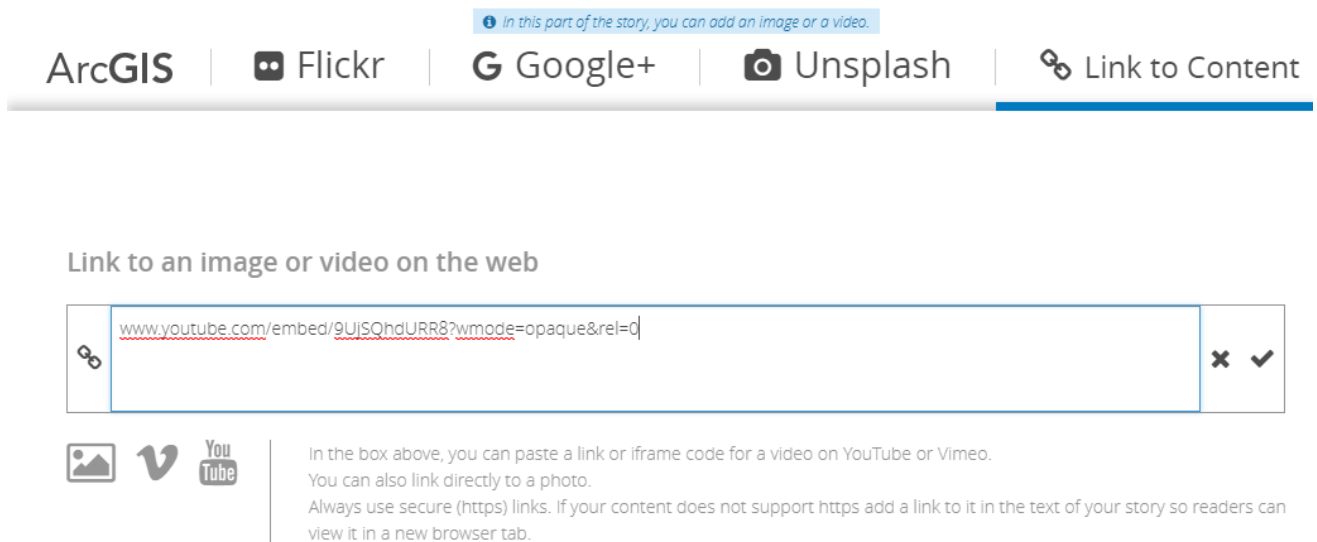 In this part of the story, you can add an image or a video.
ArcGIS Flickr Google+ Unsplash Link to Content
Link to an image or video on the web
www.youtube.com/embed/9UjSQhdURR8?wmode=opaque&rel=0
You Tube
In the box above, you can paste a link or iframe code for a video on YouTube or Vimeo.
You can also link directly to a photo.
Always use secure (https) links. If your content does not support https add a link to it in the text of your story so readers can
view it in a new browser tab.